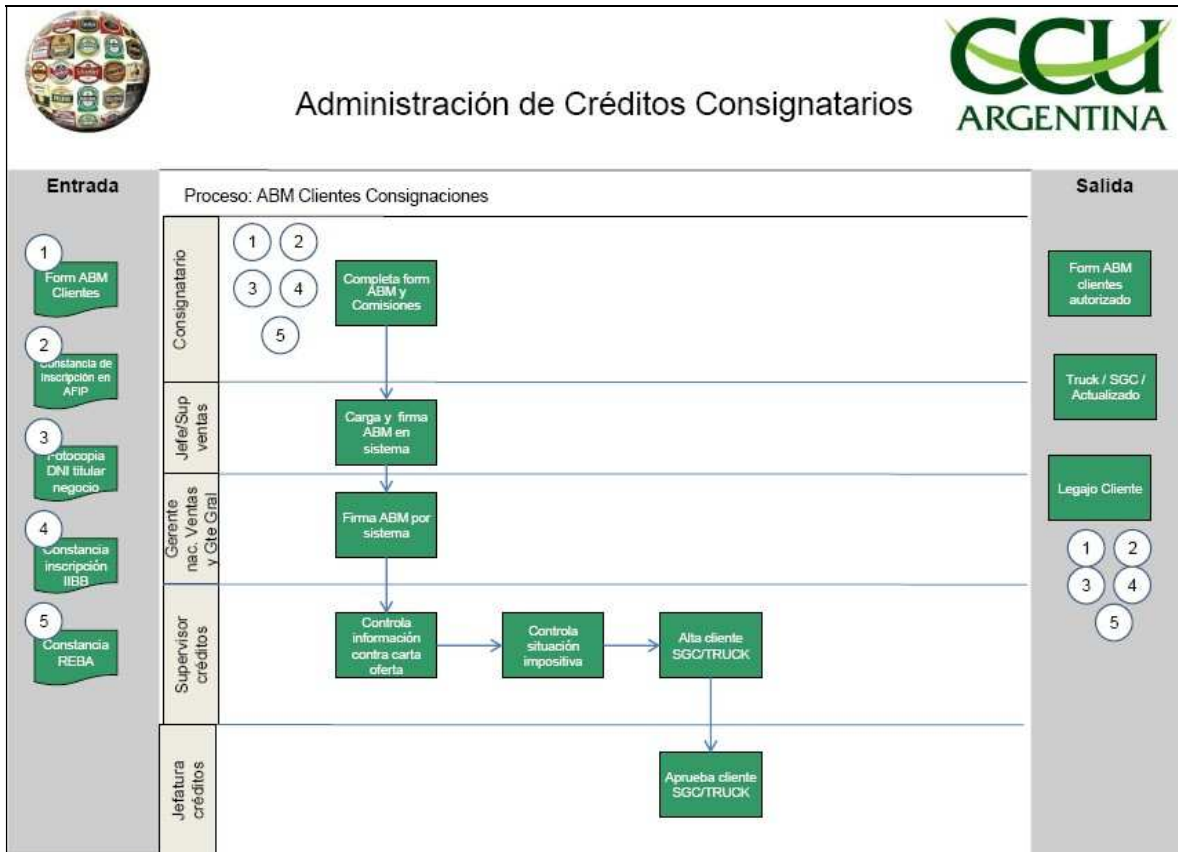 CCU
ARGENTINA
Administración de Créditos Consignatarios
Entrada
1
Form ABM
Clientes
2
Constancia de
inscripción en
AFIP
3
Fotocopia
DNI titular
negocio
4
Constancia
inscripción
IIBB
5
Constancia
REBA
Proceso: ABM Clientes Consignaciones
Consignatario
1
2
3
4
5
Completa form
ABM y
Comisiones
Jefe/Sup
ventas
Carga y firma
ABM en
sistema
Gerente
nac. Ventas
y Gte Gral
Firma ABM por
sistema
Supervisor
créditos
Controla
información
contra carta
oferta
Controla
situación
impositiva
Alta cliente
SGC/TRUCK
Jefatura
créditos
Aprueba cliente
SGC/TRUCK
Salida
Form ABM
clientes
autorizado
Truck / SGC /
Actualizado
Legajo Cliente
1
2
3
4
5